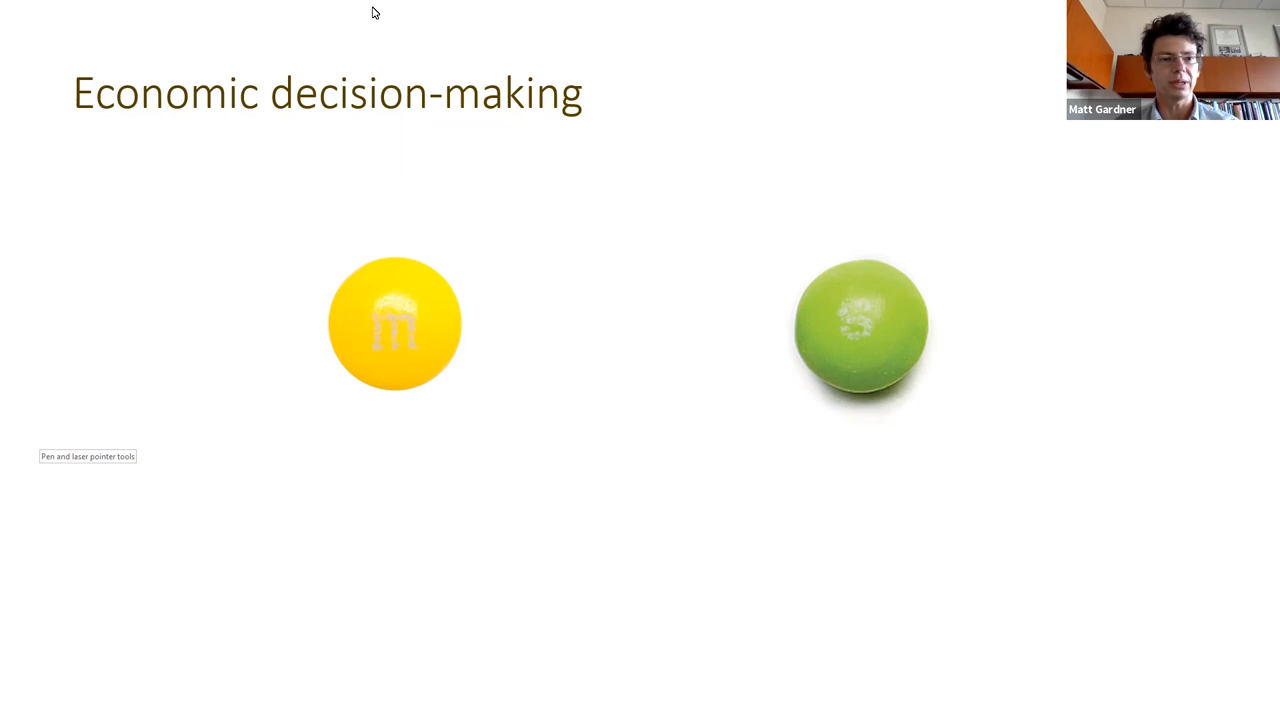 Economic decision-making
Matt Gardner
m
s
Pen and laser pointer tools